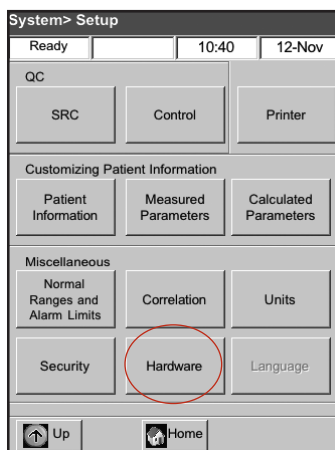 System> Setup
Ready 10:40 12-Nov
QC
SRC Control Printer
Customizing Patient Information
Patient Information Measured Parameters Calculated Parameters
Miscellaneous
Normal Ranges and Alarm Limits Correlation Units
Security Hardware Language
Up Home